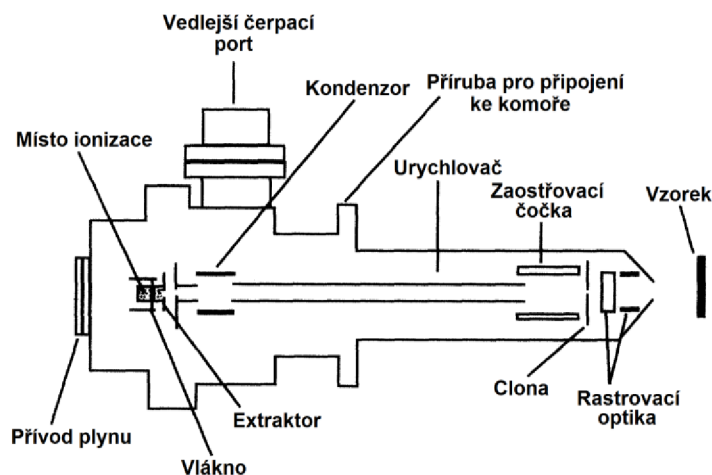 Vedlejší čerpací
port
Kondenzor
Příruba pro připojení
ke komoře
Místo ionizace
Urychlovač
Zaostřovací
čočka
Vzorek
Clona
Rastrovací
optika
Extraktor
Přívod plynu
Vlákno